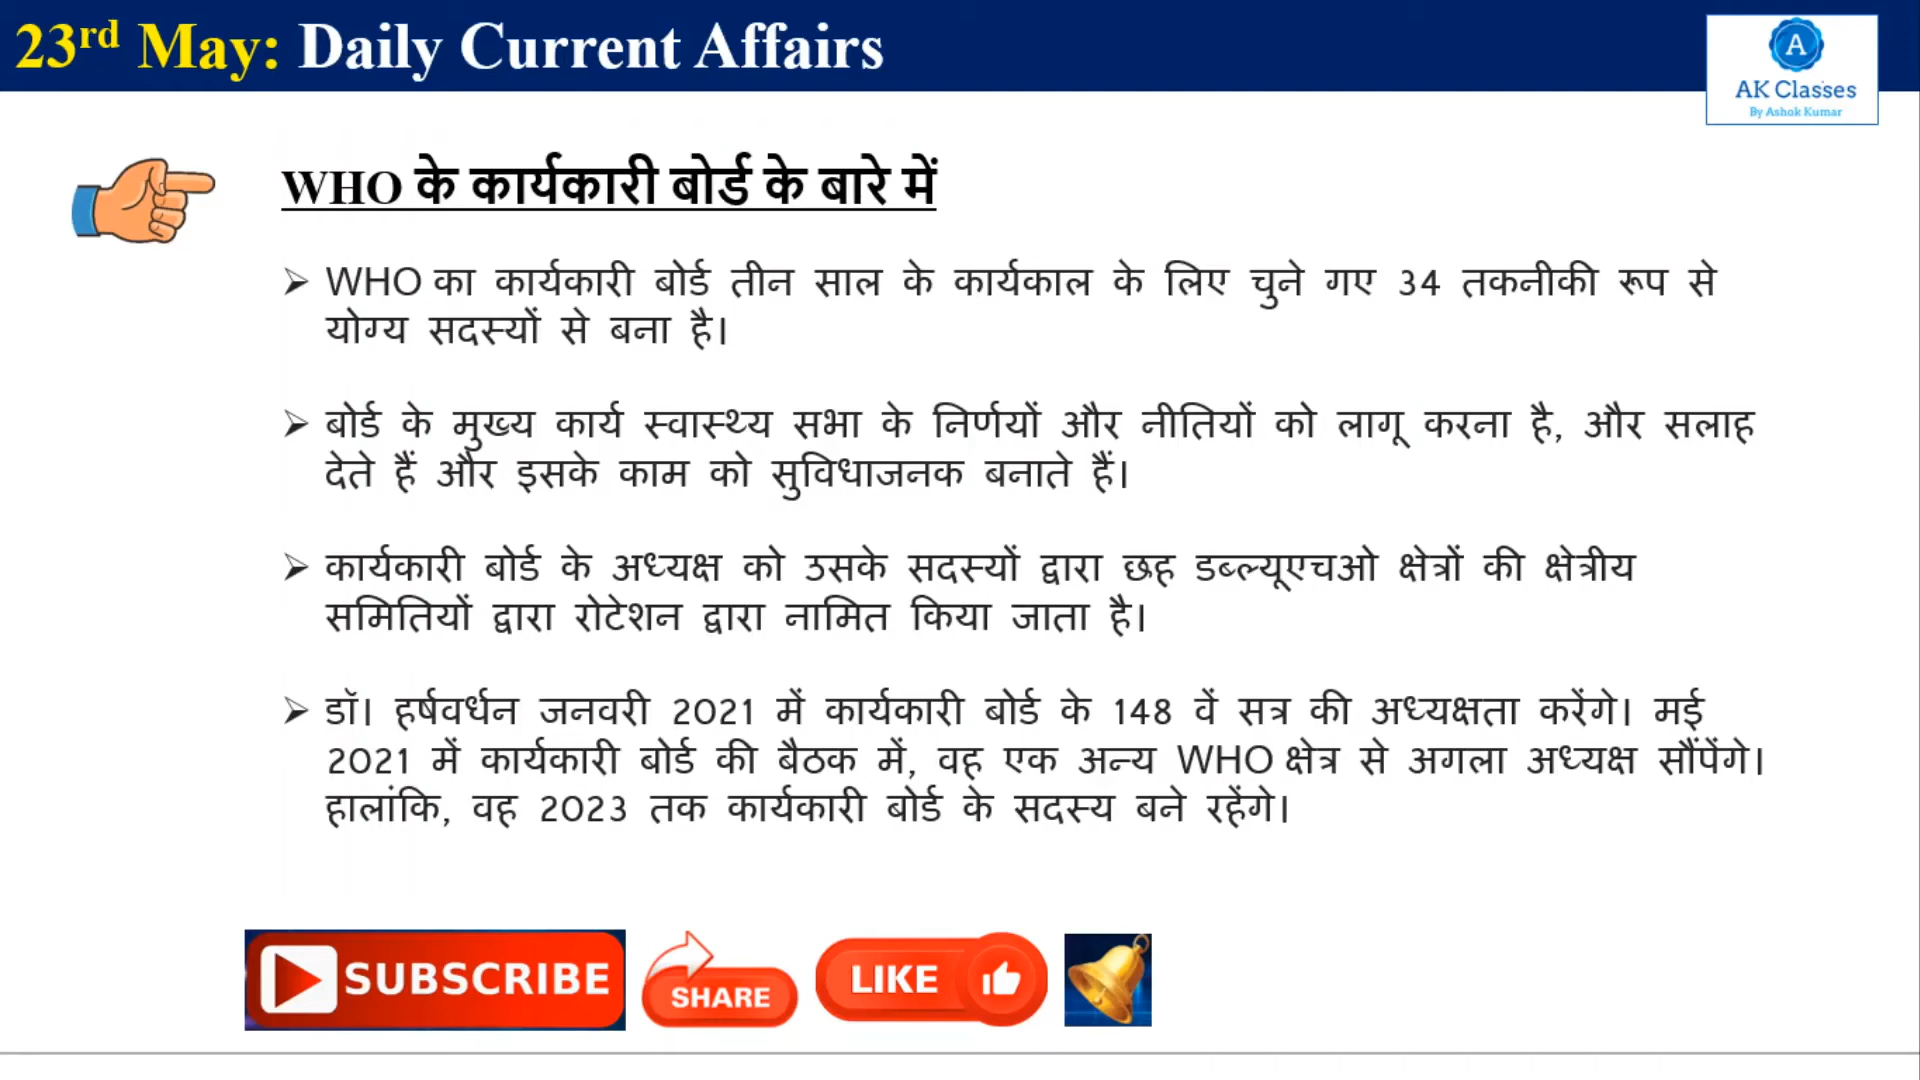 23rd May: Daily Current Affairs
A
AK Classes
By Ashok Kumar
WHO के कार्यकारी बोर्ड के बारे में
➢ WHO का कार्यकारी बोर्ड तीन साल के कार्यकाल के लिए चुने गए 34 तकनीकी रूप से
योग्य सदस्यों से बना है।
➢ बोर्ड के मुख्य कार्य स्वास्थ्य सभा के निर्णयों और नीतियों को लागू करना है, और सलाह
देते हैं और इसके काम को सुविधाजनक बनाते हैं।
➢ कार्यकारी बोर्ड के अध्यक्ष को उसके सदस्यों द्वारा छह डब्ल्यूएचओ क्षेत्रों की क्षेत्रीय
समितियों द्वारा रोटेशन द्वारा नामित किया जाता है।
➢ डॉ। हर्षवर्धन जनवरी 2021 में कार्यकारी बोर्ड के 148 वें सत्र की अध्यक्षता करेंगे। मई
2021 में कार्यकारी बोर्ड की बैठक में, वह एक अन्य WHO क्षेत्र से अगला अध्यक्ष सौंपेंगे।
हालांकि, वह 2023 तक कार्यकारी बोर्ड के सदस्य बने रहेंगे।
SUBSCRIBE
SHARE
LIKE